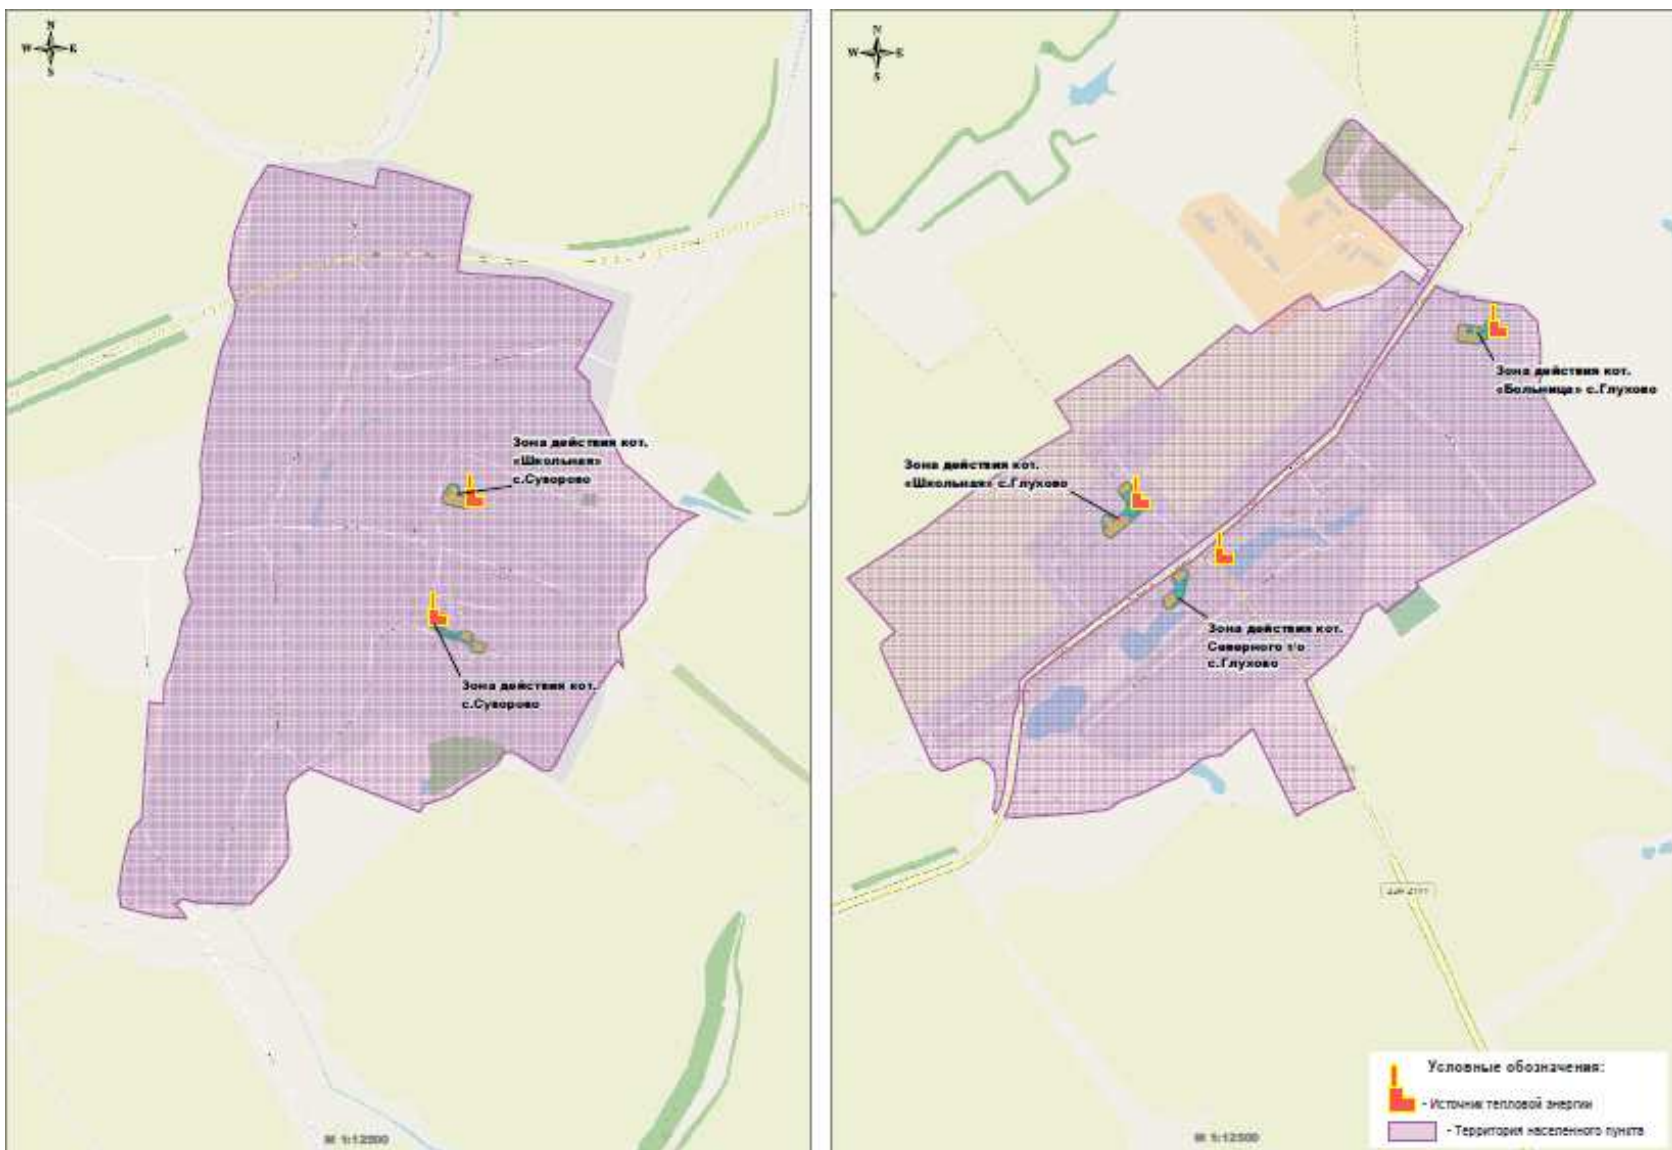 N
W E
S
Зона действия кот.
«Школьная»
с.Суворово
Зона действия кот.
с.Суворово
М 1:12500
N
W E
S
Зона действия кот.
«Больница» с.Глухово
Зона действия кот.
«Школьная» с.Глухово
Зона действия кот.
Северного т/о
с.Глухово
М 1:12500
Условные обозначения:
- Источник тепловой энергии
- Территория населенного пункта